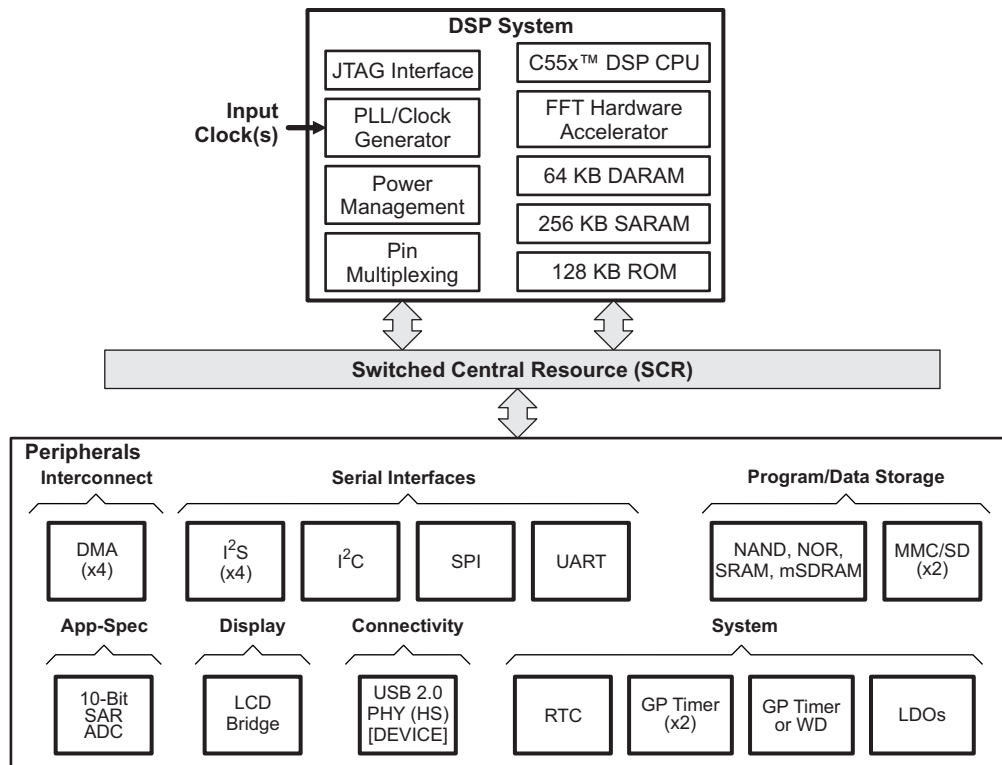 DSP System
JTAG Interface
C55x™ DSP CPU
Input
Clock(s)
PLL/Clock
Generator
FFT Hardware
Accelerator
Power
Management
64 KB DARAM
256 KB SARAM
Pin
Multiplexing
128 KB ROM
Switched Central Resource (SCR)
Peripherals
Interconnect
Serial Interfaces
Program/Data Storage
DMA
(x4)
I²S
(x4)
I²C
SPI
UART
NAND, NOR,
SRAM, mSDRAM
MMC/SD
(x2)
App-Spec
Display
Connectivity
System
10-Bit
SAR
ADC
LCD
Bridge
USB 2.0
PHY (HS)
[DEVICE]
RTC
GP Timer
(x2)
GP Timer
or WD
LDOs